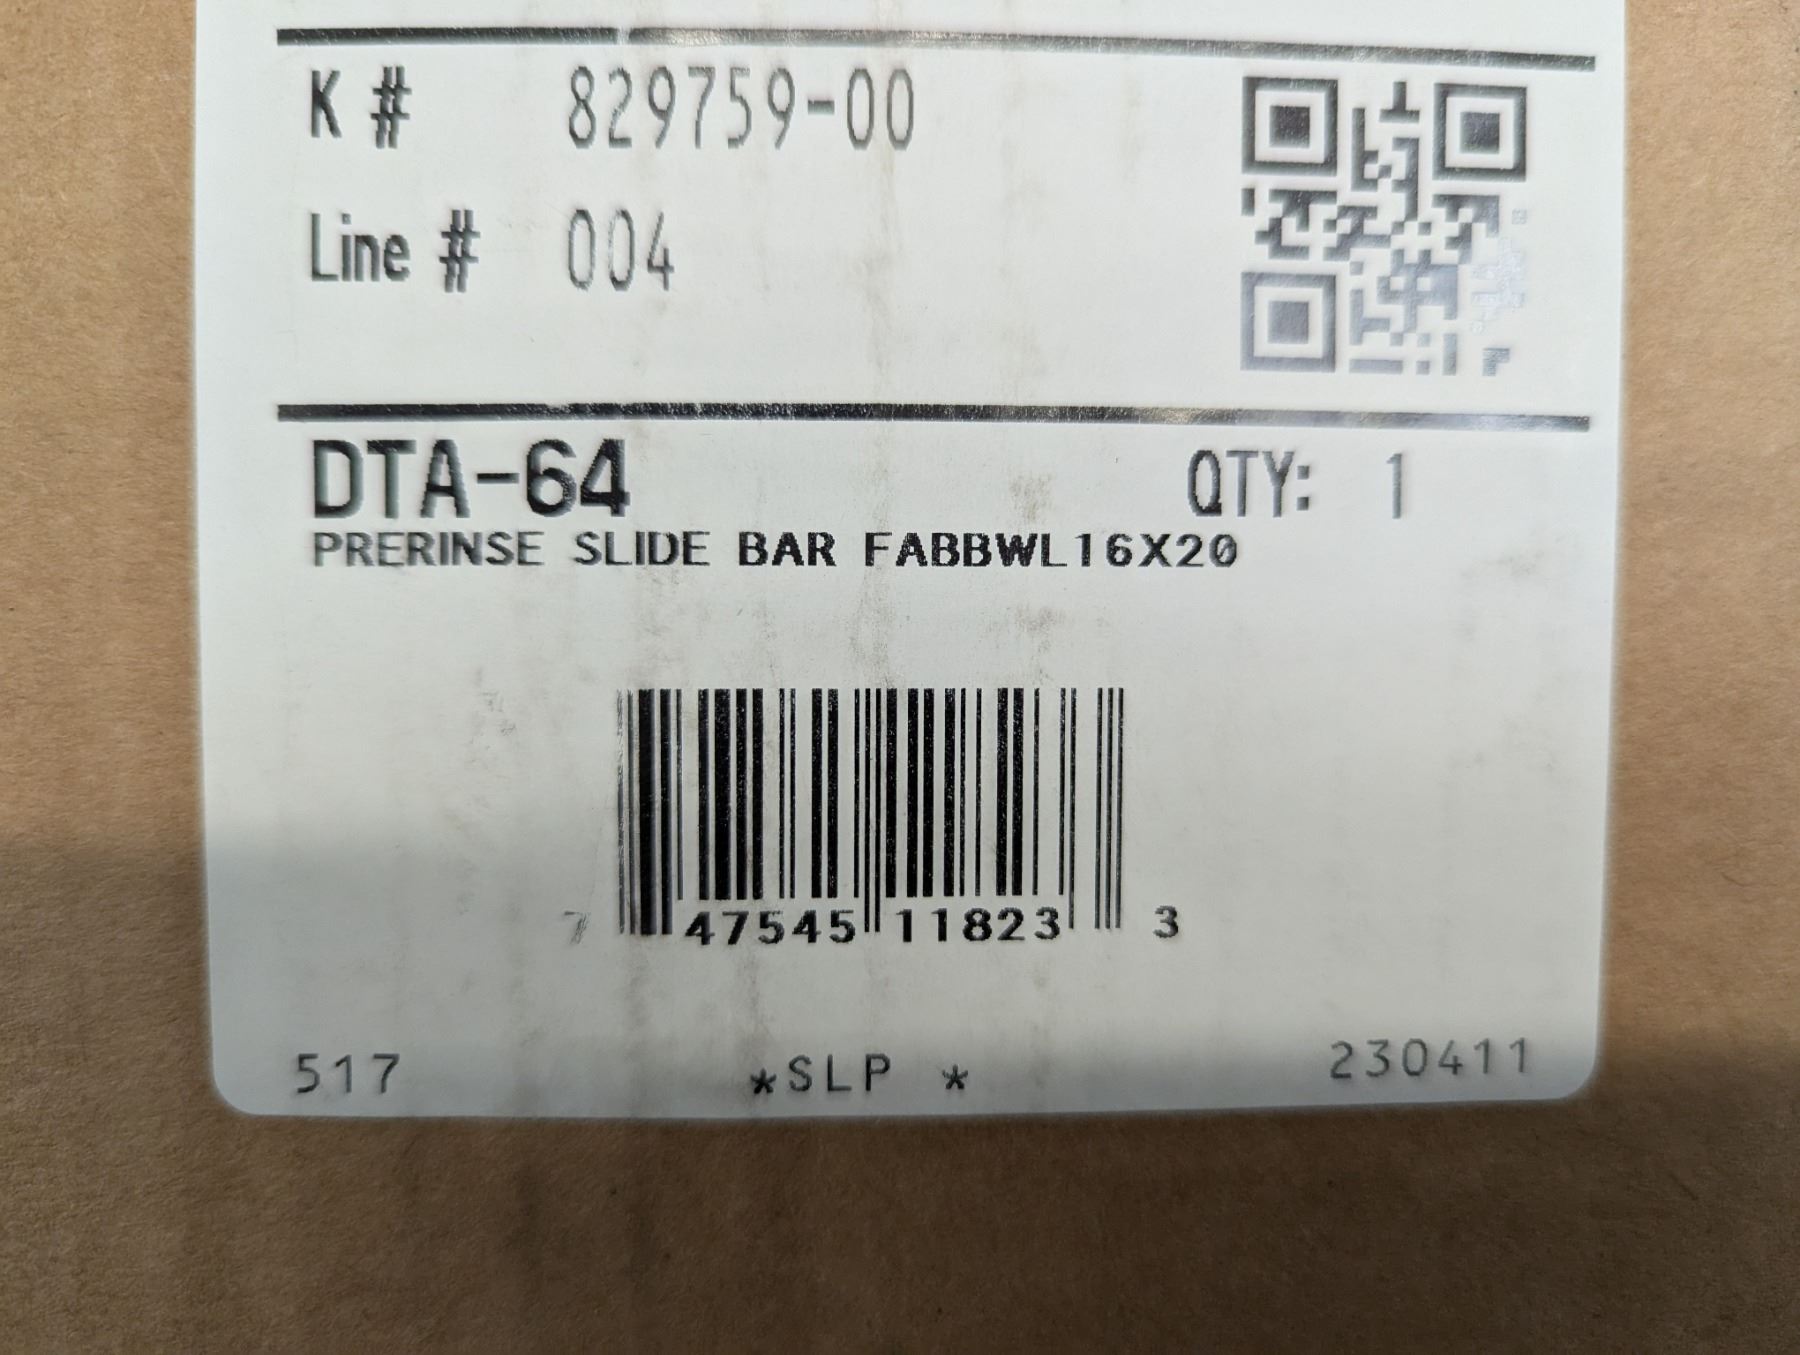 K # 829759-00
Line # 004
DTA-64 QTY: 1
PRERINSE SLIDE BAR FABBWL16X20
7 47545 11823 3
517 *SLP * 230411